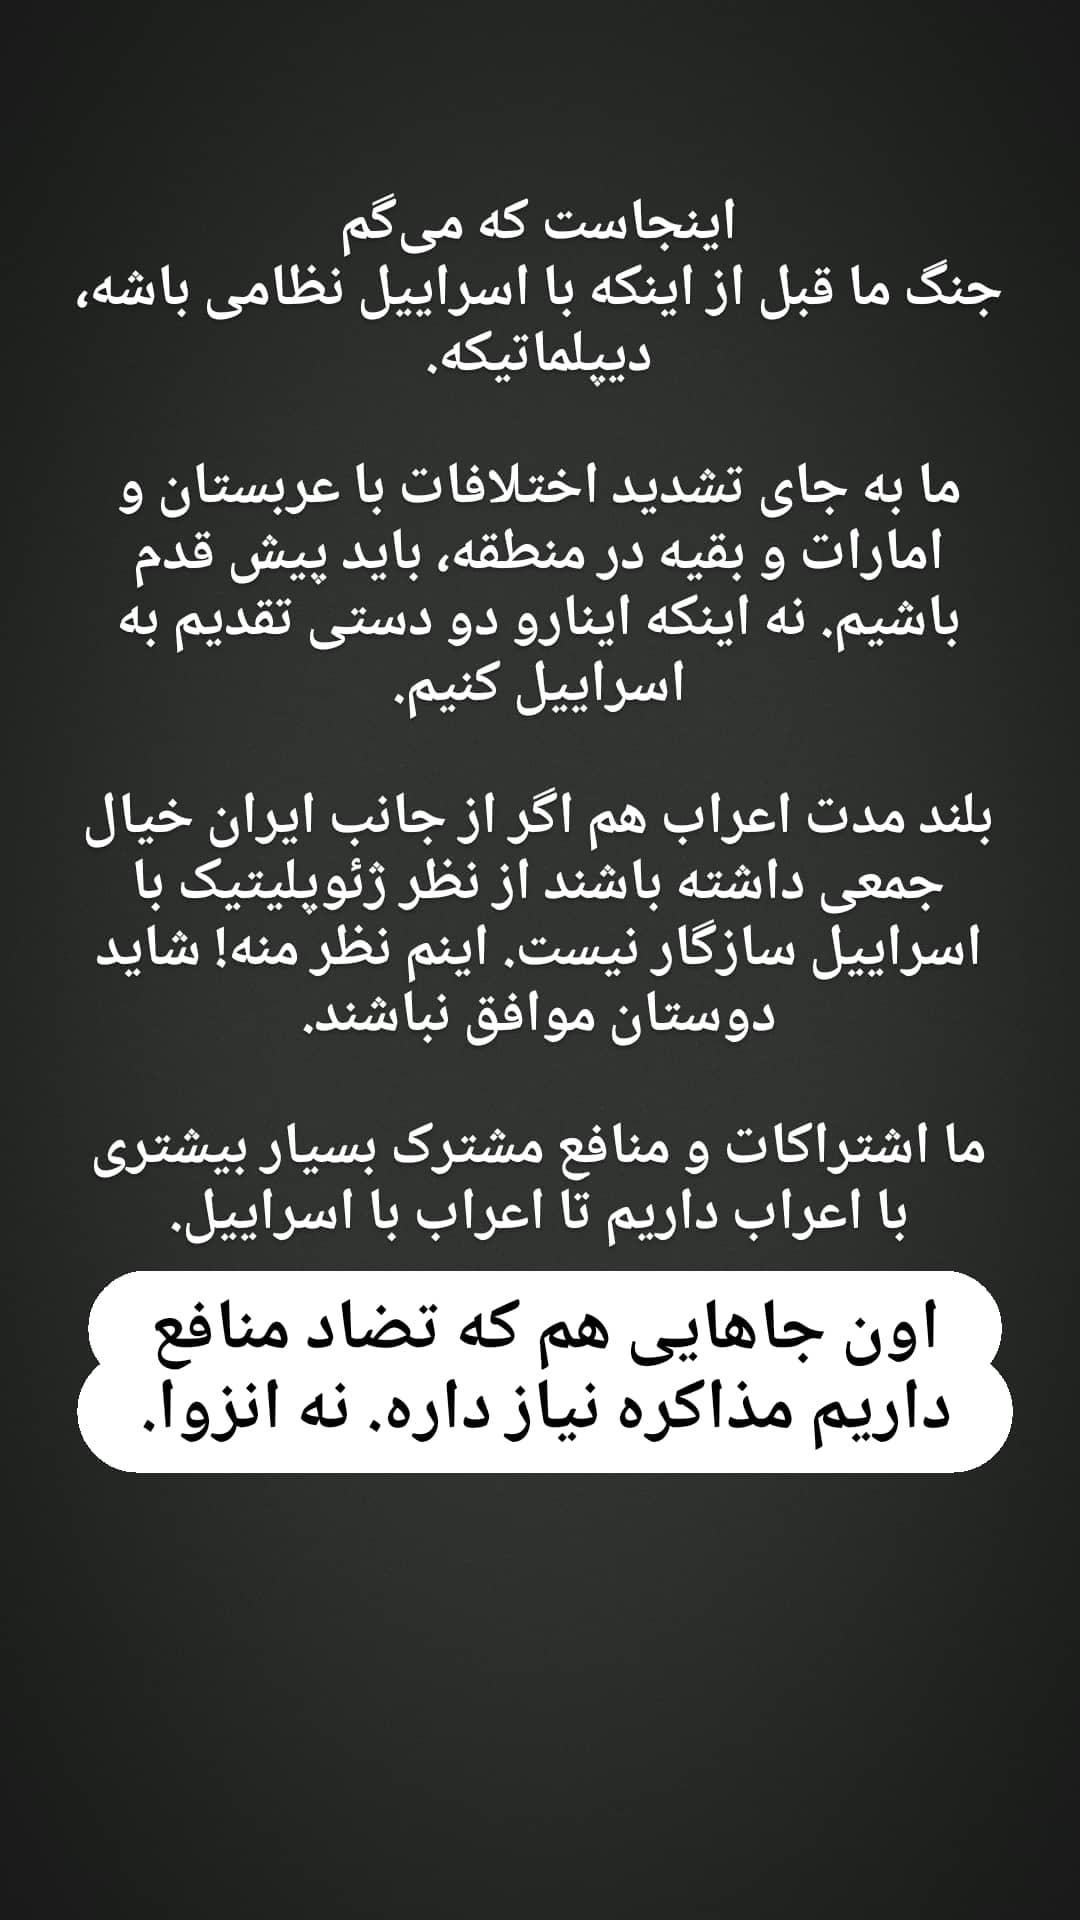 اینجاست که می‌گم
جنگ ما قبل از اینکه با اسراییل نظامی باشه،
دیپلماتیکه.
ما به جای تشدید اختلافات با عربستان و
امارات و بقیه در منطقه، باید پیش قدم
باشیم. نه اینکه اینارو دو دستی تقدیم به
اسراییل کنیم.
بلند مدت اعراب هم اگر از جانب ایران خیال
جمعی داشته باشند از نظر ژئوپلیتیک با
اسراییل سازگار نیست. اینم نظر منه! شاید
دوستان موافق نباشند.
ما اشتراکات و منافع مشترک بسیار بیشتری
با اعراب داریم تا اعراب با اسراییل.
اون جاهایی هم که تضاد منافع
داریم مذاکره نیاز داره. نه انزوا.